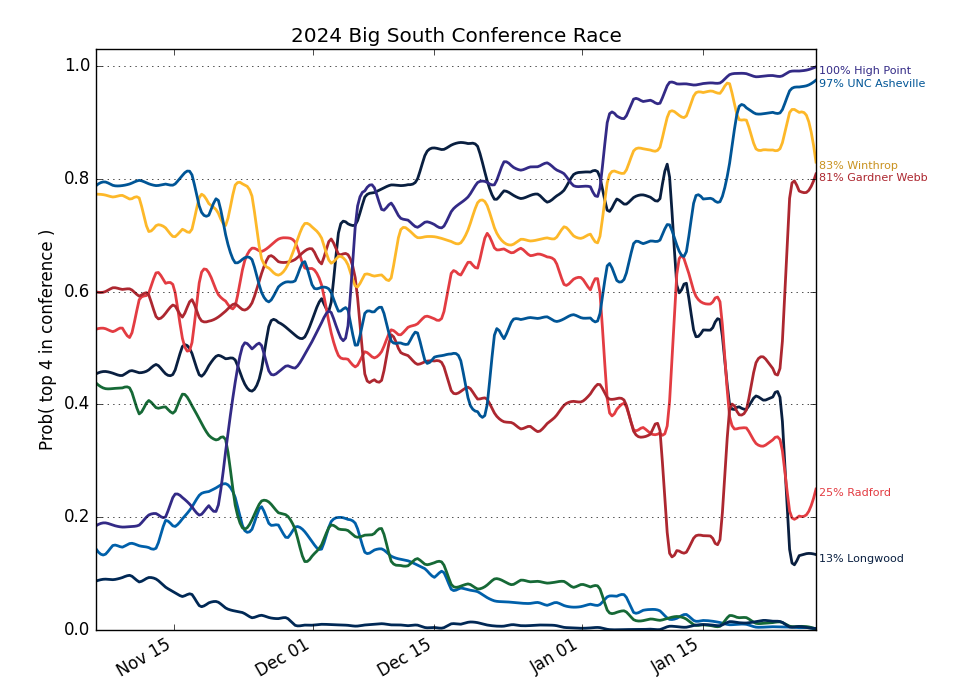 2024 Big South Conference Race
Prob( top 4 in conference )
1.0
0.8
0.6
0.4
0.2
0.0
Nov 15
Dec 01
Dec 15
Jan 01
Jan 15
100% High Point
97% UNC Asheville
83% Winthrop
81% Gardner Webb
25% Radford
13% Longwood